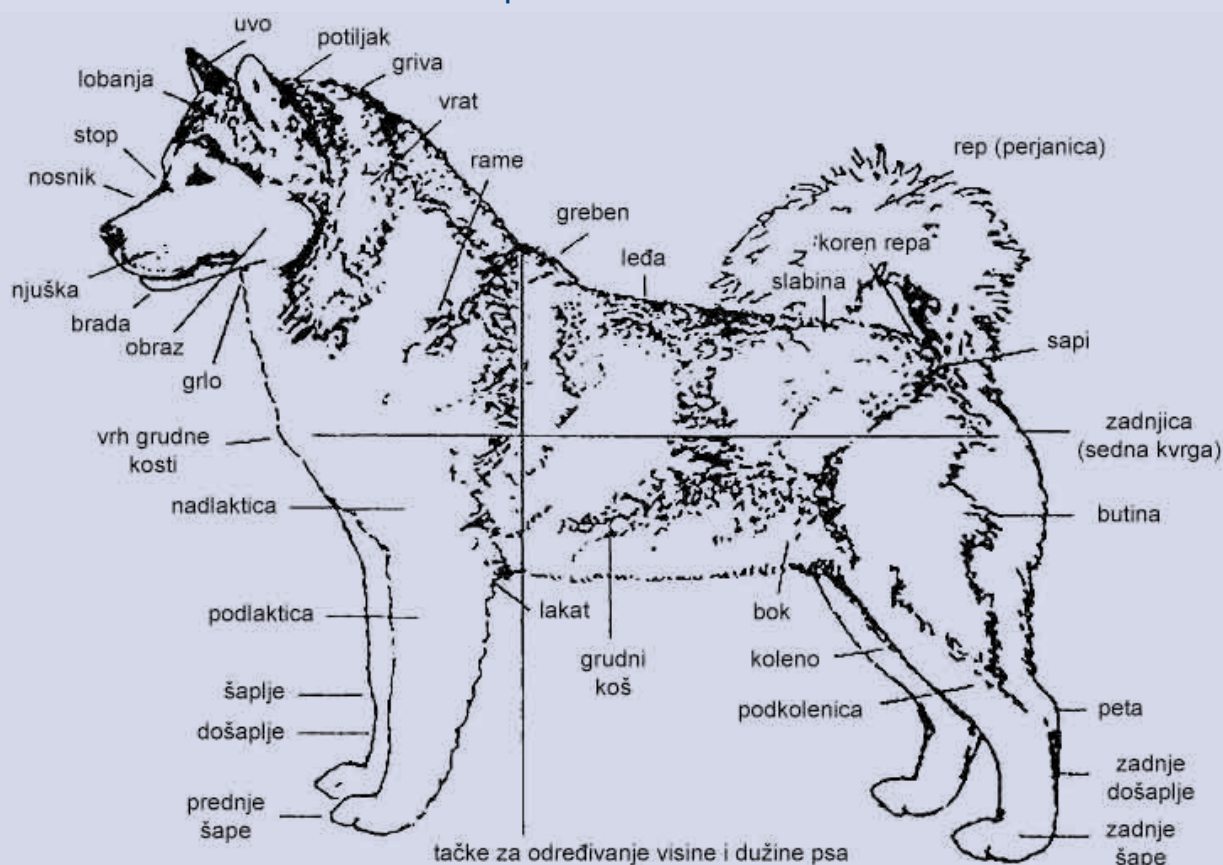 uvo
potiljak
griva
lobanja
vrat
stop
rame
rep (perjanica)
nosnik
greben
koren repa
leđa
slabina
njuška
brada
obraz
sapi
grlo
zadnjica
(sedna kvrga)
vrh grudne
kosti
nadlaktica
butina
podlaktica
lakat
bok
grudni
koš
koleno
šaplje
podkolenica
peta
došaplje
zadnje
došaplje
prednje
šape
zadnje
šape
tačke za određivanje visine i dužine psa